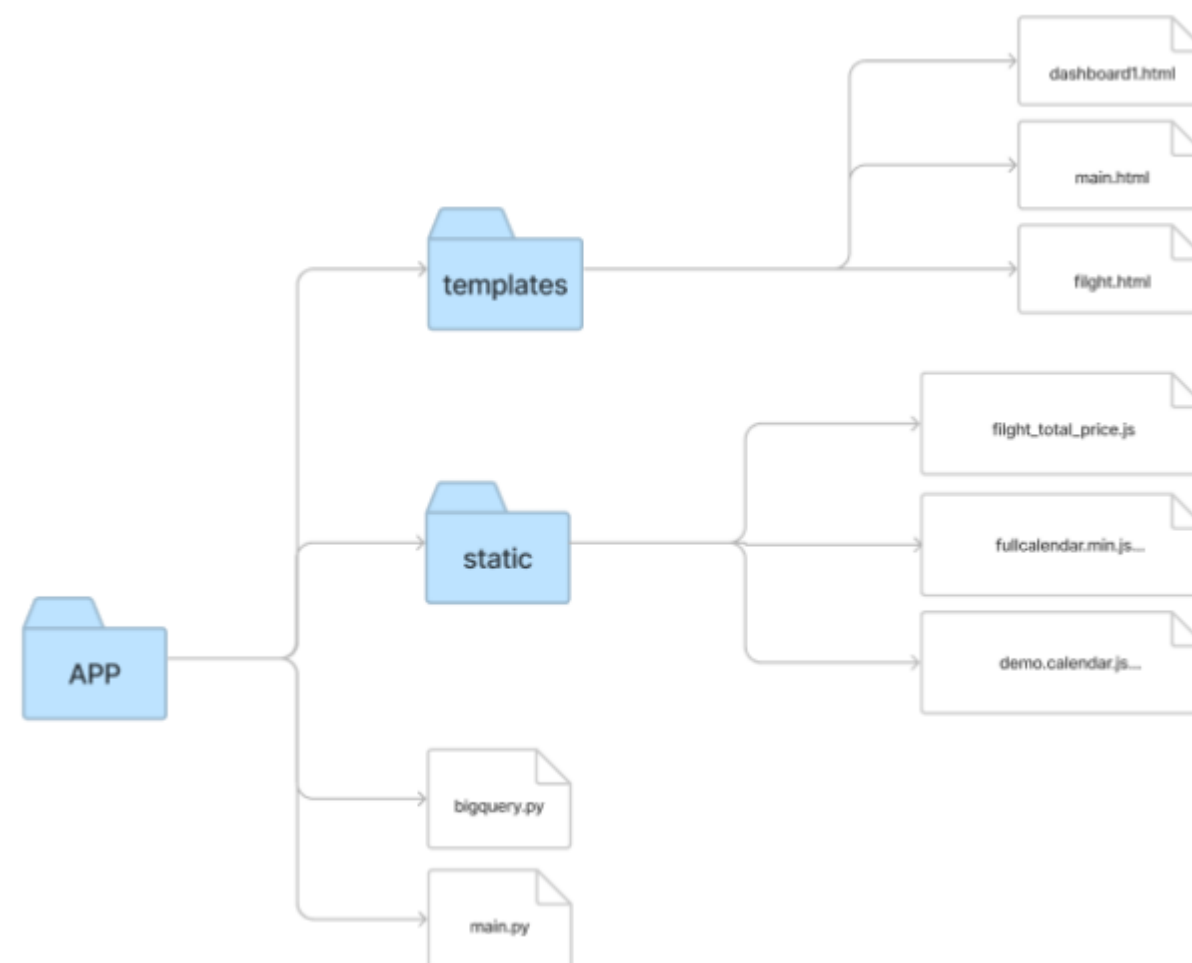 dashboard1.html
main.html
filght.html
templates
filght_total_price.js
fullcalendar.min.js...
static
demo.calendar.js...
APP
bigquery.py
main.py